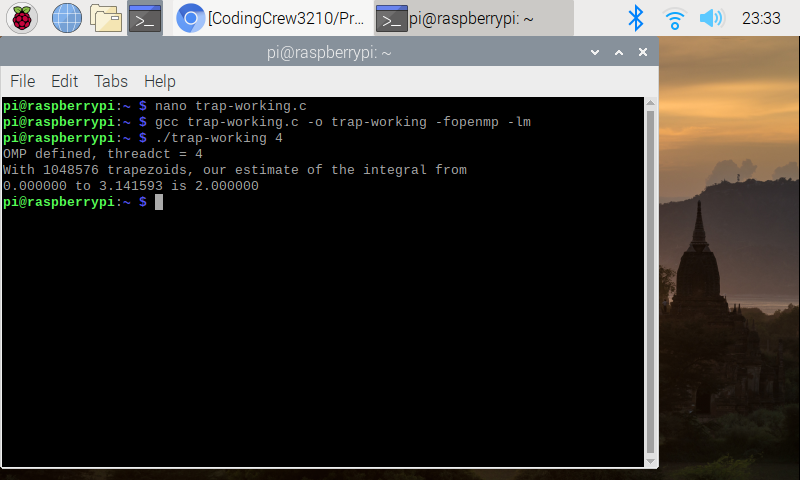 [CodingCrew3210/Pr... pi@raspberrypi: ~ 23:33
pi@raspberrypi: ~
File Edit Tabs Help
pi@raspberrypi:~ $ nano trap-working.c
pi@raspberrypi:~ $ gcc trap-working.c -o trap-working -fopenmp -lm
pi@raspberrypi:~ $ ./trap-working 4
OMP defined, threadct = 4
With 1048576 trapezoids, our estimate of the integral from
0.000000 to 3.141593 is 2.000000
pi@raspberrypi:~ $